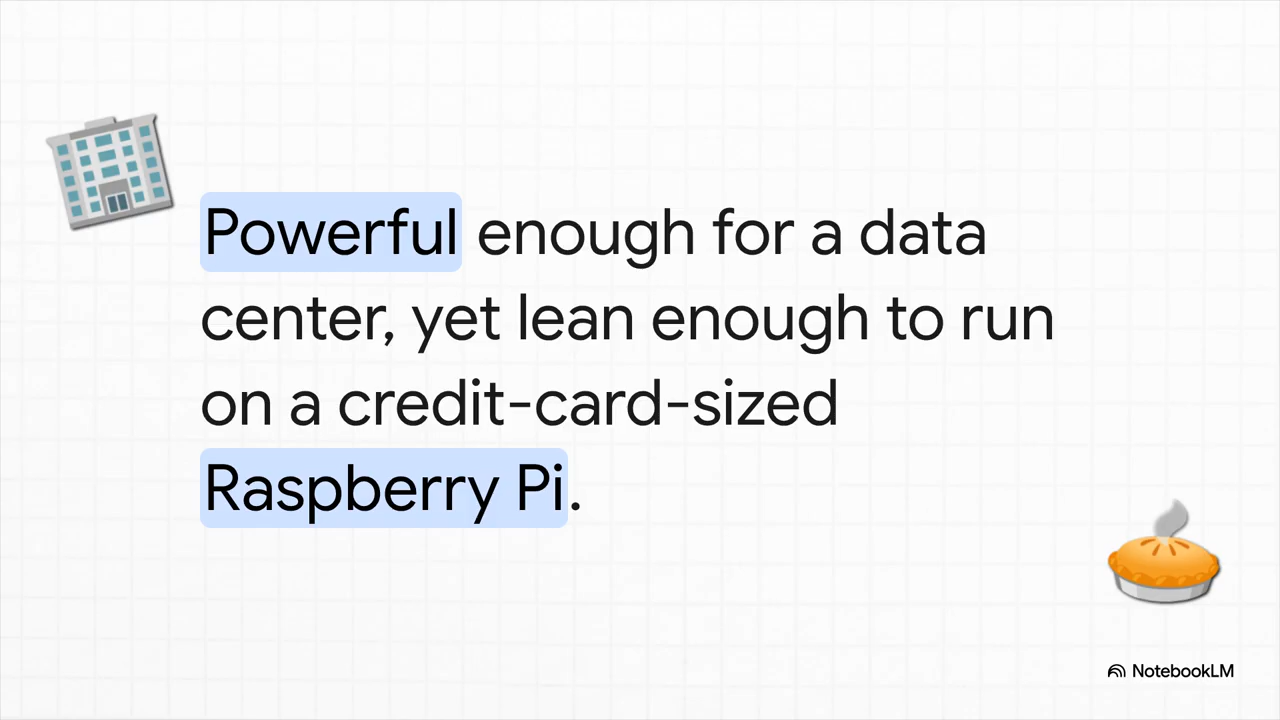 Powerful enough for a data
center, yet lean enough to run
on a credit-card-sized
Raspberry Pi.
NotebookLM